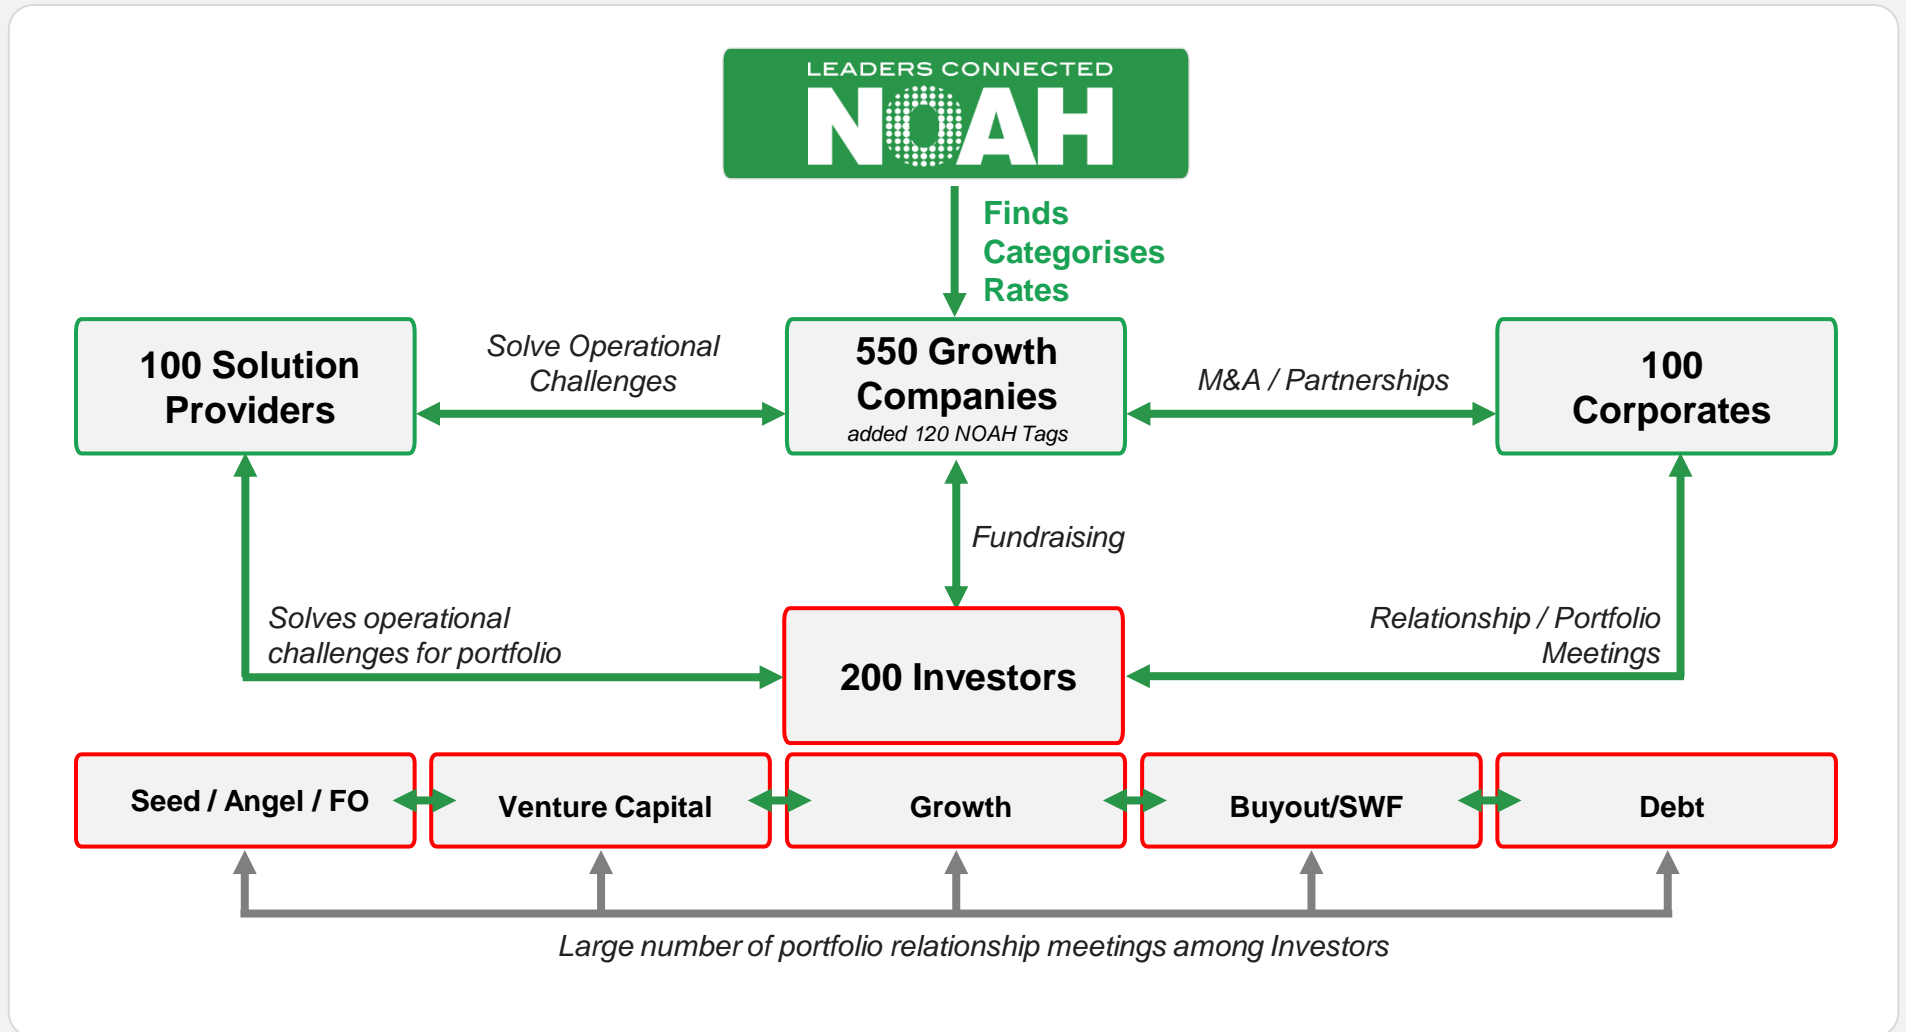 LEADERS CONNECTED
NOAH
Finds
Categorises
Rates
100 Solution
Providers
Solve Operational
Challenges
550 Growth
Companies
added 120 NOAH Tags
M&A / Partnerships
100
Corporates
Fundraising
Solves operational
challenges for portfolio
Relationship / Portfolio
Meetings
200 Investors
Seed / Angel / FO
Venture Capital
Growth
Buyout/SWF
Debt
Large number of portfolio relationship meetings among Investors